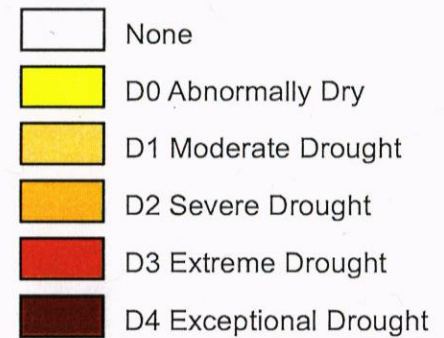 None
D0 Abnormally Dry
D1 Moderate Drought
D2 Severe Drought
D3 Extreme Drought
D4 Exceptional Drought